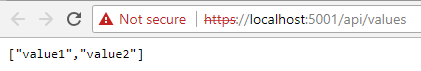 Not secure | https://localhost:5001/api/values
["value1","value2"]